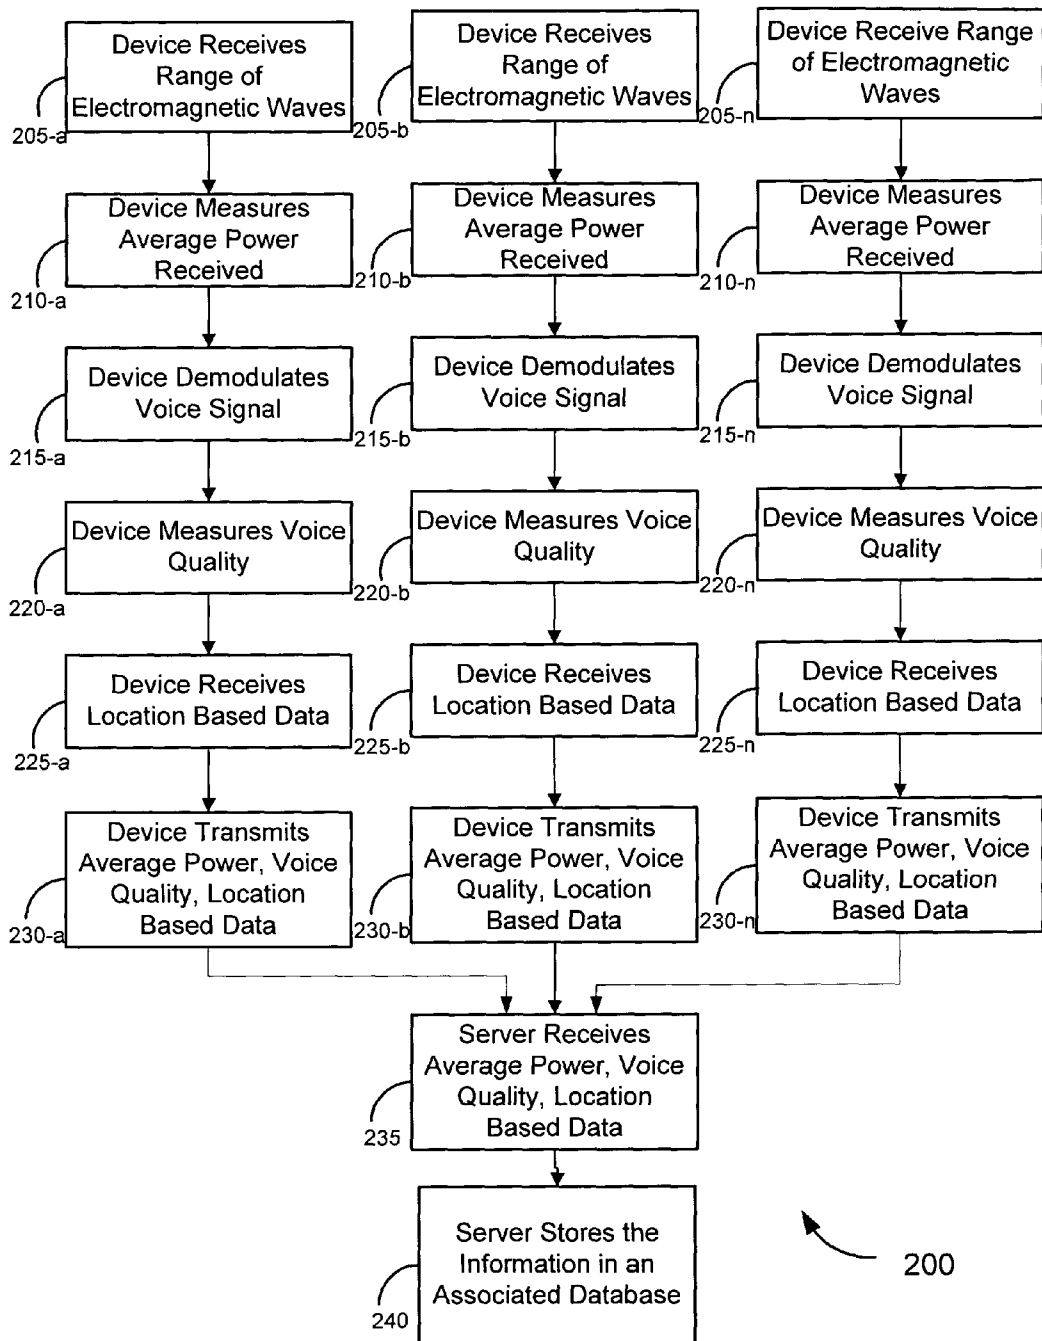 Device Receives
Range of
Electromagnetic Waves
205-a
Device Receives
Range of
Electromagnetic Waves
205-b
Device Receive Range
of Electromagnetic
Waves
205-n
Device Measures
Average Power
Received
210-a
Device Measures
Average Power
Received
210-b
Device Measures
Average Power
Received
210-n
Device Demodulates
Voice Signal
215-a
Device Demodulates
Voice Signal
215-b
Device Demodulates
Voice Signal
215-n
Device Measures Voice
Quality
220-a
Device Measures Voice
Quality
220-b
Device Measures Voice
Quality
220-n
Device Receives
Location Based Data
225-a
Device Receives
Location Based Data
225-b
Device Receives
Location Based Data
225-n
Device Transmits
Average Power, Voice
Quality, Location
Based Data
230-a
Device Transmits
Average Power, Voice
Quality, Location
Based Data
230-b
Device Transmits
Average Power, Voice
Quality, Location
Based Data
230-n
Server Receives
Average Power, Voice
Quality, Location
Based Data
235
Server Stores the
Information in an
Associated Database
240
200